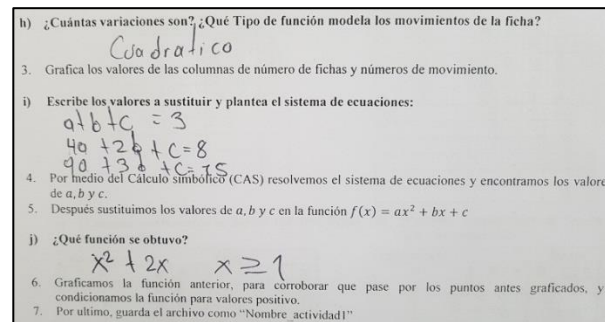 h) ¿Cuántas variaciones son? ¿Qué Tipo de función modela los movimientos de la ficha?
Cuadratico
3. Grafica los valores de las columnas de número de fichas y números de movimiento.
i) Escribe los valores a sustituir y plantea el sistema de ecuaciones:
a+b+c = 3
4a +2b +c=8
9a +3b +c=15
4. Por medio del Cálculo simbólico (CAS) resolvemos el sistema de ecuaciones y encontramos los valore
de a, b y c.
5. Después sustituimos los valores de a, b y c en la función f(x) = ax² + bx + c
j) ¿Qué función se obtuvo?
x² + 2x x ≥ 1
6. Graficamos la función anterior, para corroborar que pase por los puntos antes graficados, y
condicionamos la función para valores positivo.
7. Por ultimo, guarda el archivo como “Nombre_actividad1”